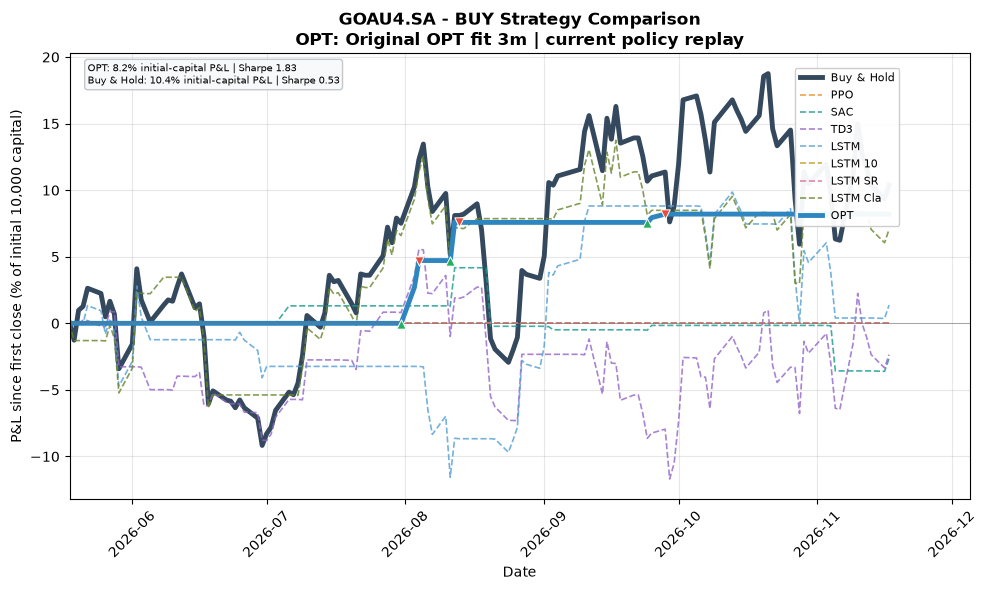 GOAU4.SA - BUY Strategy Comparison
OPT: Original OPT fit 3m | current policy replay
OPT: 8.2% initial-capital P&L | Sharpe 1.83
Buy & Hold: 10.4% initial-capital P&L | Sharpe 0.53
Buy & Hold
PPO
SAC
TD3
LSTM
LSTM 10
LSTM SR
LSTM Cla
OPT
P&L since first close (% of initial 10,000 capital)
20
15
10
5
0
−5
−10
2026-06
2026-07
2026-08
2026-09
2026-10
2026-11
2026-12
Date